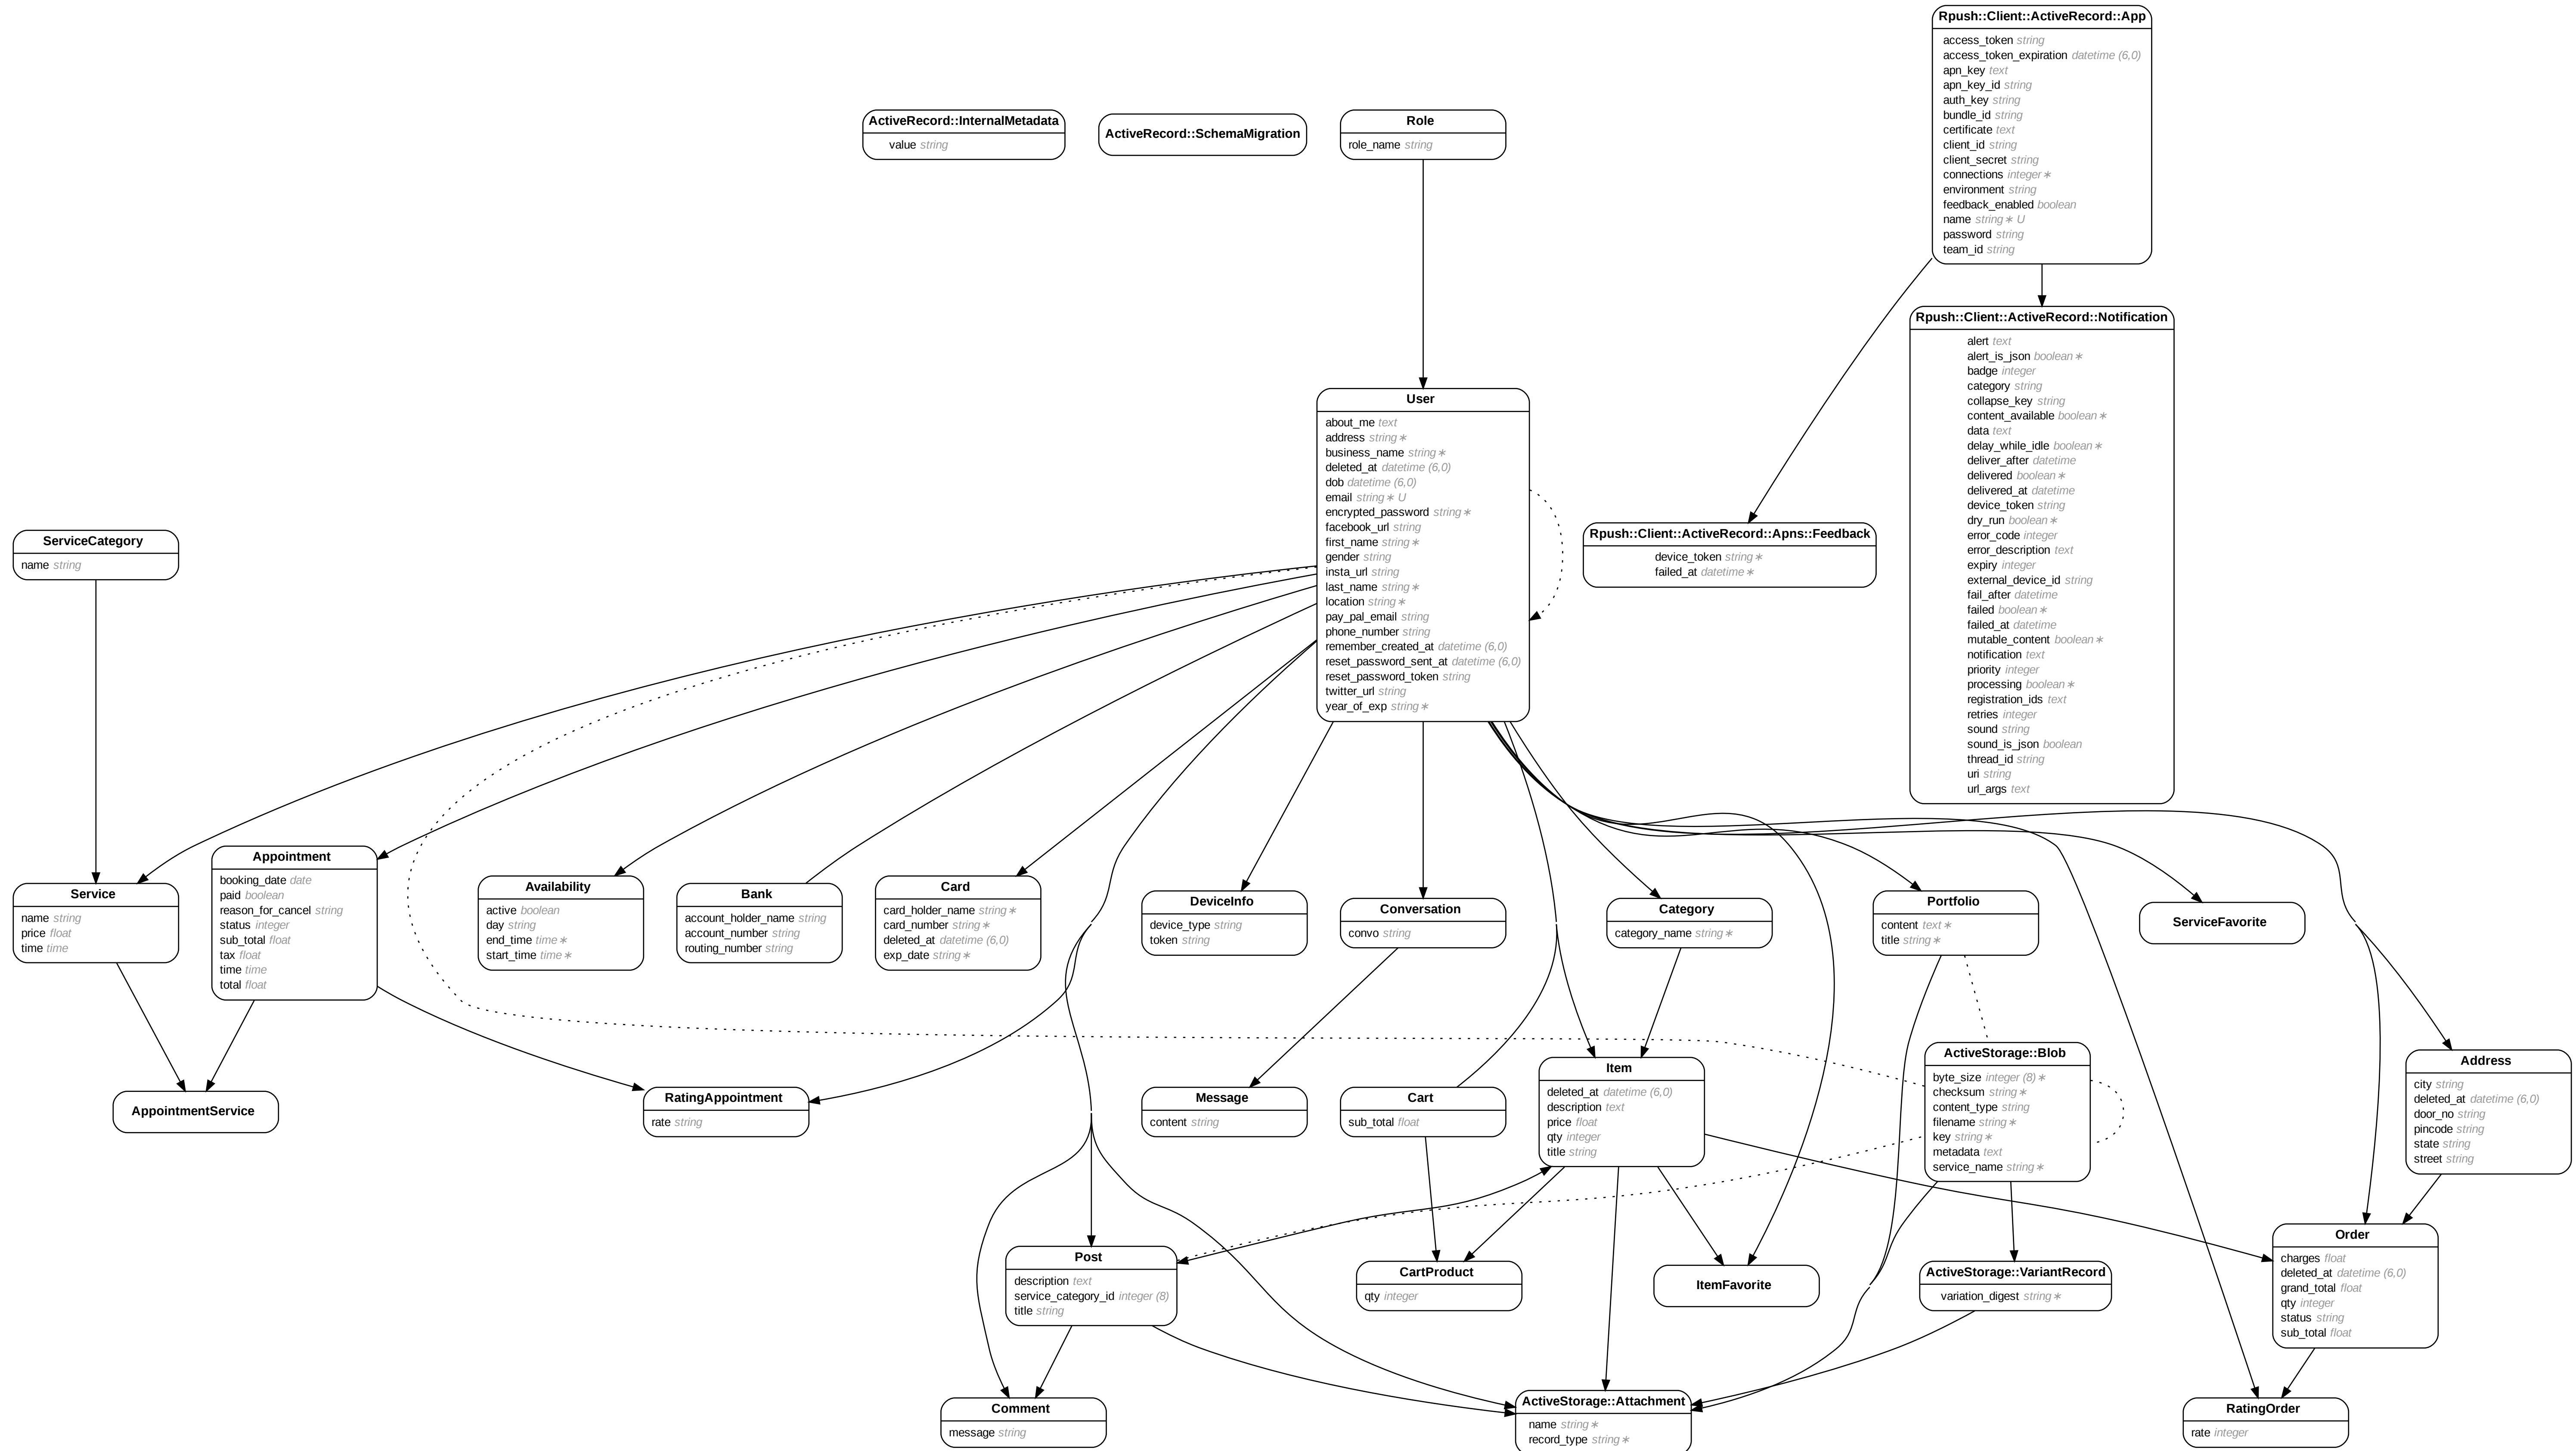 Rpush::Client::ActiveRecord::App
access_token string
access_token_expiration datetime (6,0)
apn_key text
apn_key_id string
auth_key string
bundle_id string
certificate text
client_id string
client_secret string
connections integer∗
environment string
feedback_enabled boolean
name string∗ U
password string
team_id string
ActiveRecord::InternalMetadata
value string
ActiveRecord::SchemaMigration
Role
role_name string
Rpush::Client::ActiveRecord::Notification
alert text
alert_is_json boolean∗
badge integer
category string
collapse_key string
content_available boolean∗
data text
delay_while_idle boolean∗
deliver_after datetime
delivered boolean∗
delivered_at datetime
device_token string
dry_run boolean∗
error_code integer
error_description text
expiry integer
external_device_id string
fail_after datetime
failed boolean∗
failed_at datetime
mutable_content boolean∗
notification text
priority integer
processing boolean∗
registration_ids text
retries integer
sound string
sound_is_json boolean
thread_id string
uri string
url_args text
User
about_me text
address string∗
business_name string∗
deleted_at datetime (6,0)
dob datetime (6,0)
email string∗ U
encrypted_password string∗
facebook_url string
first_name string∗
gender string
insta_url string
last_name string∗
location string∗
pay_pal_email string
phone_number string
remember_created_at datetime (6,0)
reset_password_sent_at datetime (6,0)
reset_password_token string
twitter_url string
year_of_exp string∗
Rpush::Client::ActiveRecord::Apns::Feedback
device_token string∗
failed_at datetime∗
ServiceCategory
name string
Service
name string
price float
time time
Appointment
booking_date date
paid boolean
reason_for_cancel string
status integer
sub_total float
tax float
time time
total float
Availability
active boolean
day string
end_time time∗
start_time time∗
Bank
account_holder_name string
account_number string
routing_number string
Card
card_holder_name string∗
card_number string∗
deleted_at datetime (6,0)
exp_date string∗
DeviceInfo
device_type string
token string
Conversation
convo string
Category
category_name string∗
Portfolio
content text∗
title string∗
ServiceFavorite
AppointmentService
RatingAppointment
rate string
Message
content string
Cart
sub_total float
Item
deleted_at datetime (6,0)
description text
price float
qty integer
title string
ActiveStorage::Blob
byte_size integer (8)∗
checksum string∗
content_type string
filename string∗
key string∗
metadata text
service_name string∗
Address
city string
deleted_at datetime (6,0)
door_no string
pincode string
state string
street string
Post
description text
service_category_id integer (8)
title string
CartProduct
qty integer
ItemFavorite
ActiveStorage::VariantRecord
variation_digest string∗
Order
charges float
deleted_at datetime (6,0)
grand_total float
qty integer
status string
sub_total float
Comment
message string
ActiveStorage::Attachment
name string∗
record_type string∗
RatingOrder
rate integer